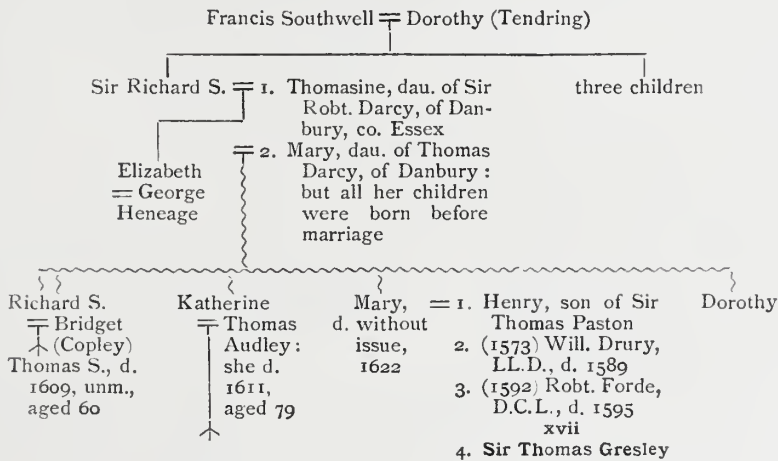 Francis Southwell = Dorothy (Tendring)
Sir Richard S. = 1. Thomasine, dau. of Sir
Robt. Darcy, of Dan-
bury, co. Essex
three children
= 2. Mary, dau. of Thomas
Darcy, of Danbury :
but all her children
were born before
marriage
Elizabeth
= George
Heneage
Richard S.
= Bridget
(Copley)
Thomas S., d.
1609, unm.,
aged 60
Katherine
= Thomas
Audley :
she d.
1611,
aged 79
Mary,
d. without
issue,
1622
= 1. Henry, son of Sir
Thomas Paston
2. (1573) Will. Drury,
LL.D., d. 1589
3. (1592) Robt. Forde,
D.C.L., d. 1595
xvii
4. Sir Thomas Gresley
Dorothy